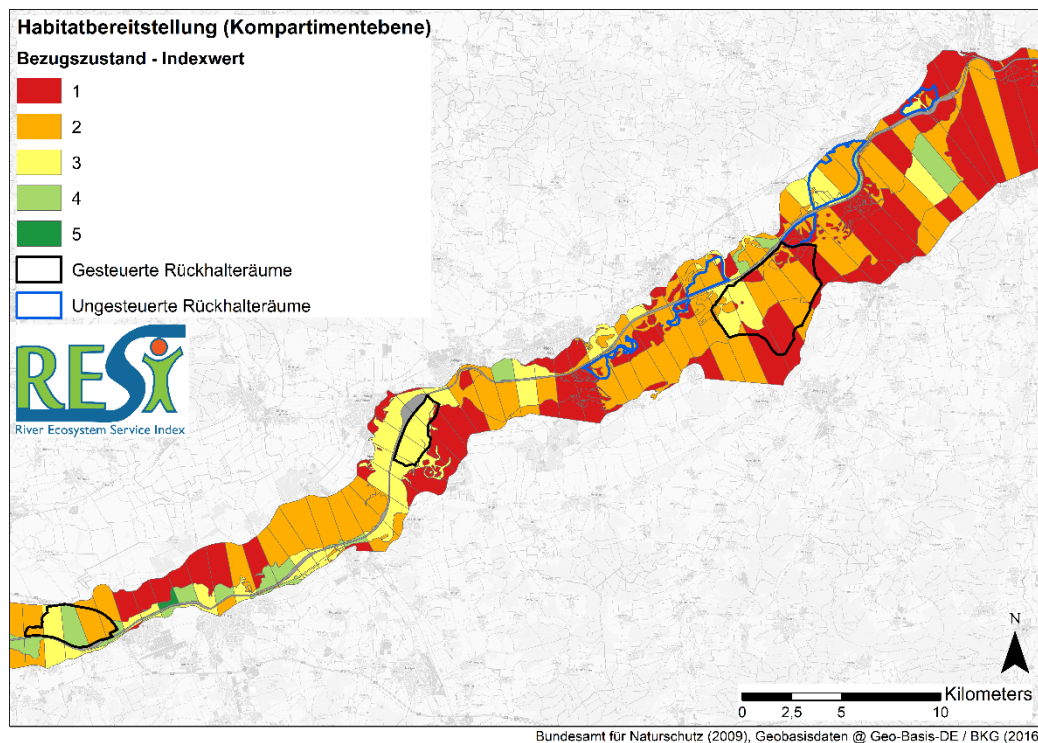 Habitatbereitstellung (Kompartimentebene)
Bezugszustand - Indexwert
1
2
3
4
5
Gesteuerte Rückhalteräume
Ungesteuerte Rückhalteräume
RESI
River Ecosystem Service Index
N
Kilometers
0 2,5 5 10
Bundesamt für Naturschutz (2009), Geobasisdaten @ Geo-Basis-DE / BKG (2016